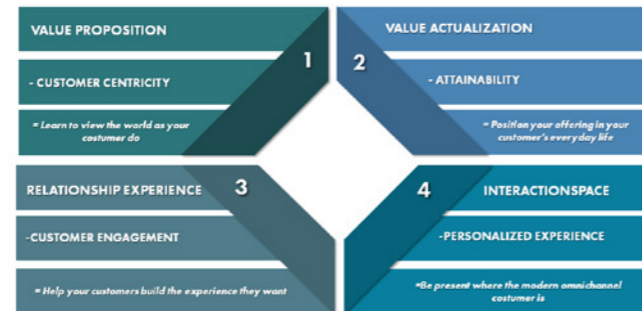 VALUE PROPOSITION
1
- CUSTOMER CENTRICITY
= Learn to view the world as your
costumer do
VALUE ACTUALIZATION
2
- ATTAINABILITY
= Position your offering in your
customer's everyday life
RELATIONSHIP EXPERIENCE
3
-CUSTOMER ENGAGEMENT
= Help your customers build the experience they want
4
INTERACTIONSPACE
-PERSONALIZED EXPERIENCE
=Be present where the modern omnichannel
costumer is